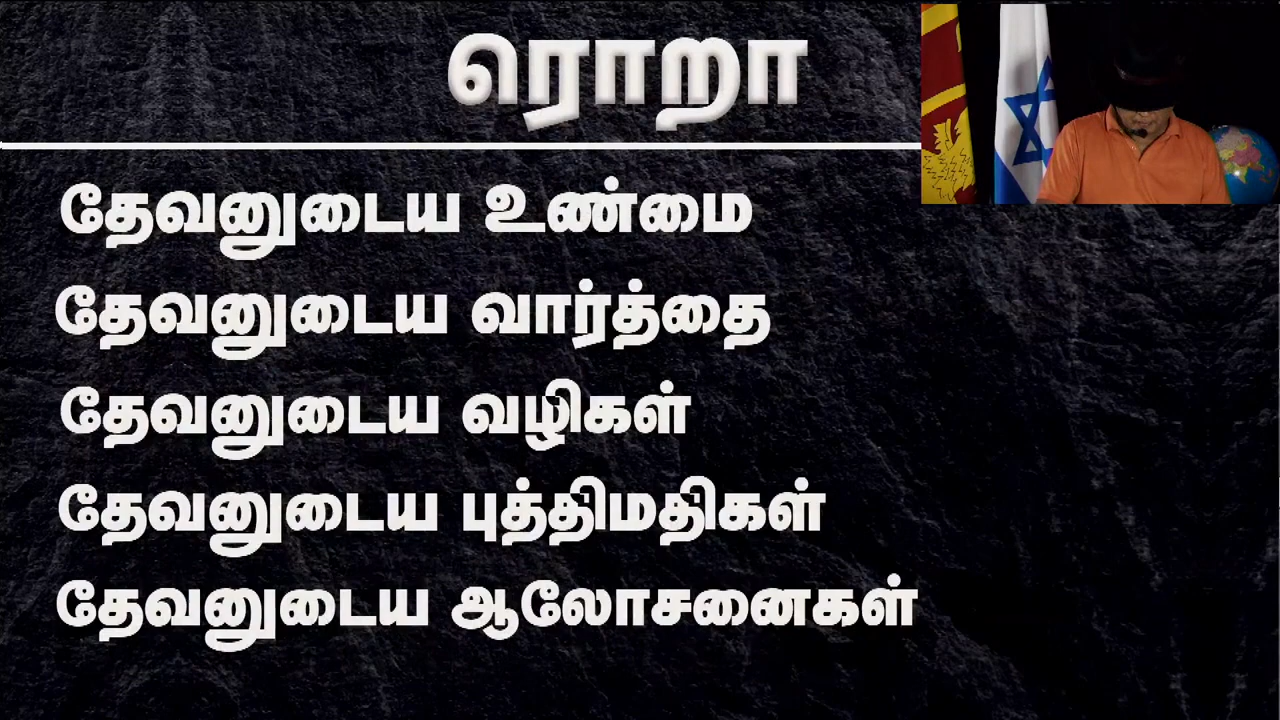 ரொறா
தேவனுடைய உண்மை
தேவனுடைய வார்த்தை
தேவனுடைய வழிகள்
தேவனுடைய புத்திமதிகள்
தேவனுடைய ஆலோசனைகள்